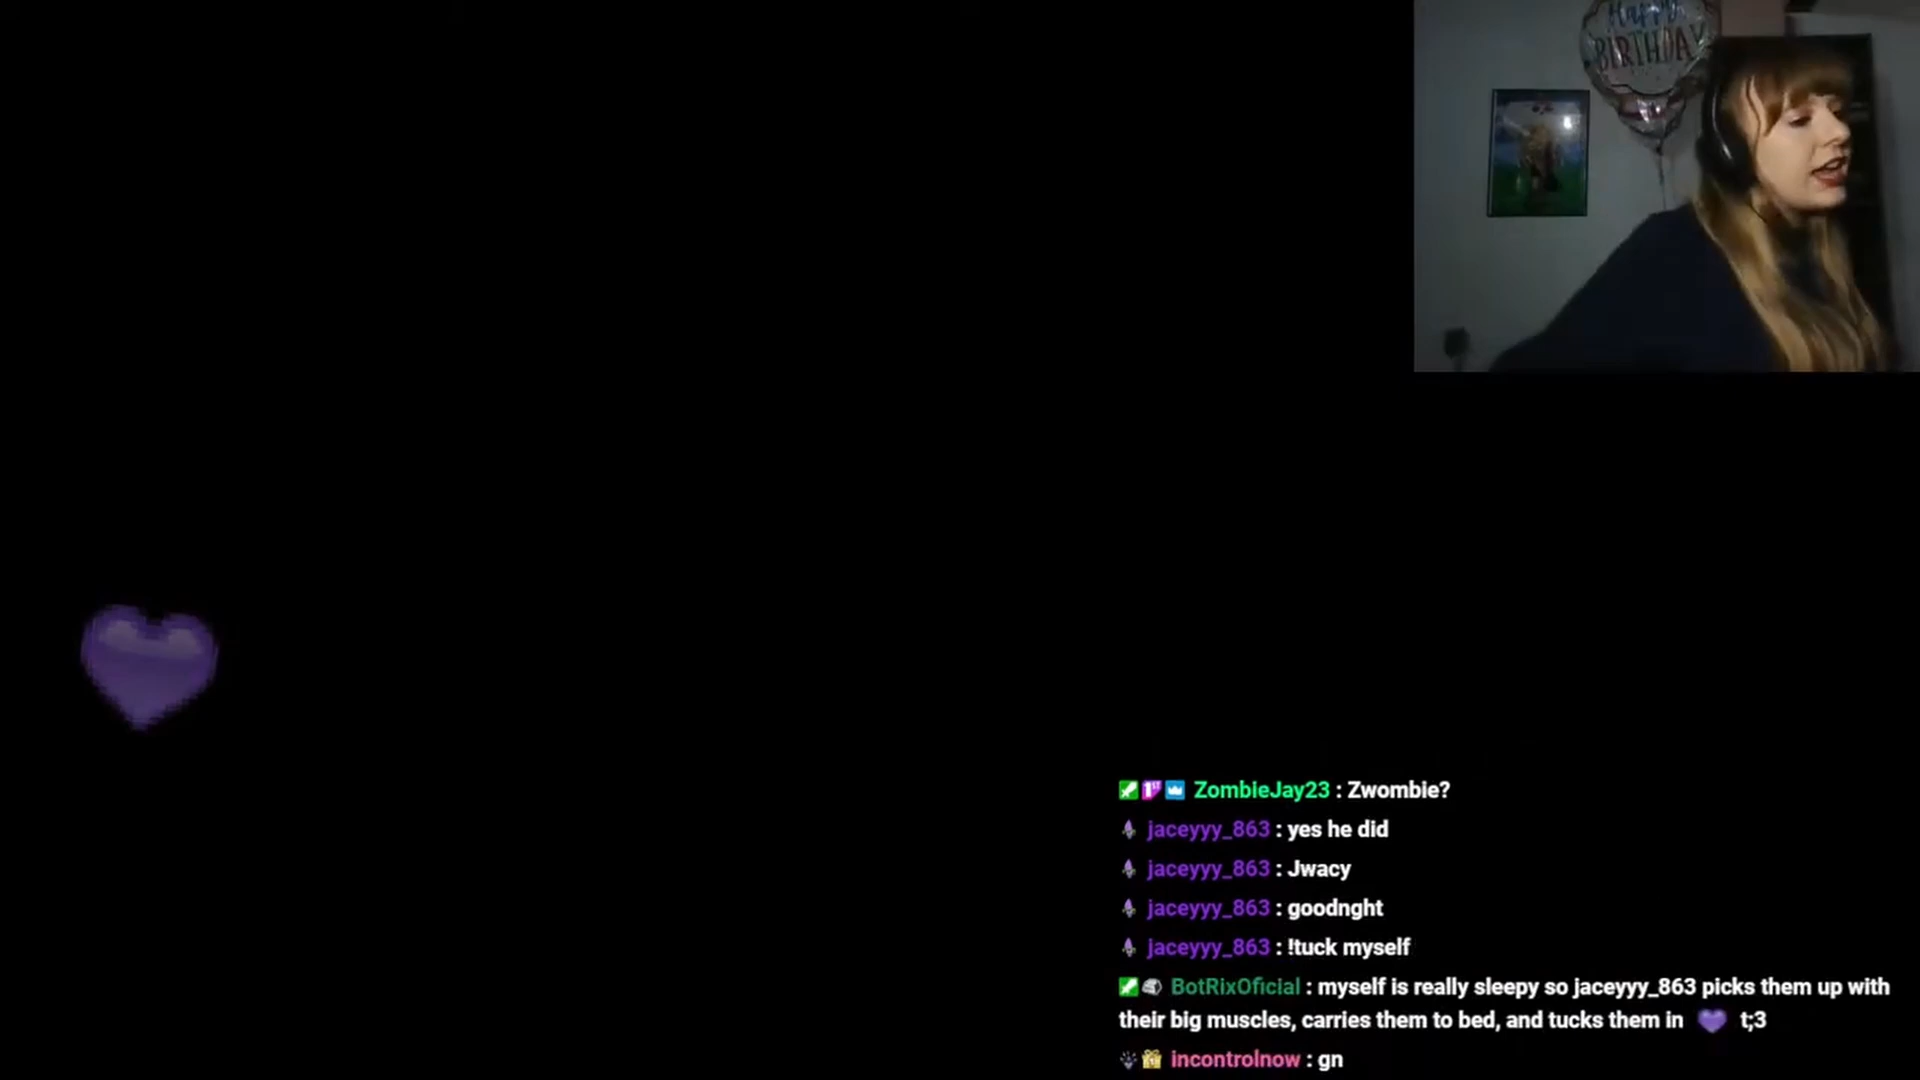 Happy
BIRTHDAY
ZombieJay23 : Zwombie?
jaceyyy_863 : yes he did
jaceyyy_863 : Jwacy
jaceyyy_863 : goodnght
jaceyyy_863 : !tuck myself
BotRixOficial : myself is really sleepy so jaceyyy_863 picks them up with
their big muscles, carries them to bed, and tucks them in 💜 t;3
incontrolnow : gn